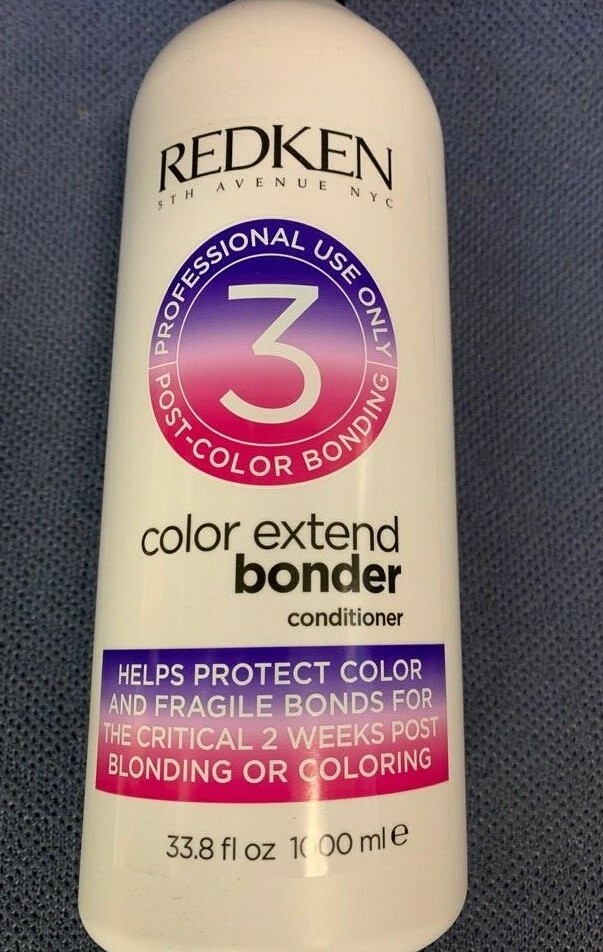 REDKEN
5TH AVENUE NYC
PROFESSIONAL USE ONLY
3
POST-COLOR BONDING
color extend
bonder
conditioner
HELPS PROTECT COLOR
AND FRAGILE BONDS FOR
THE CRITICAL 2 WEEKS POST
BLONDING OR COLORING
33.8 fl oz 1000 ml e